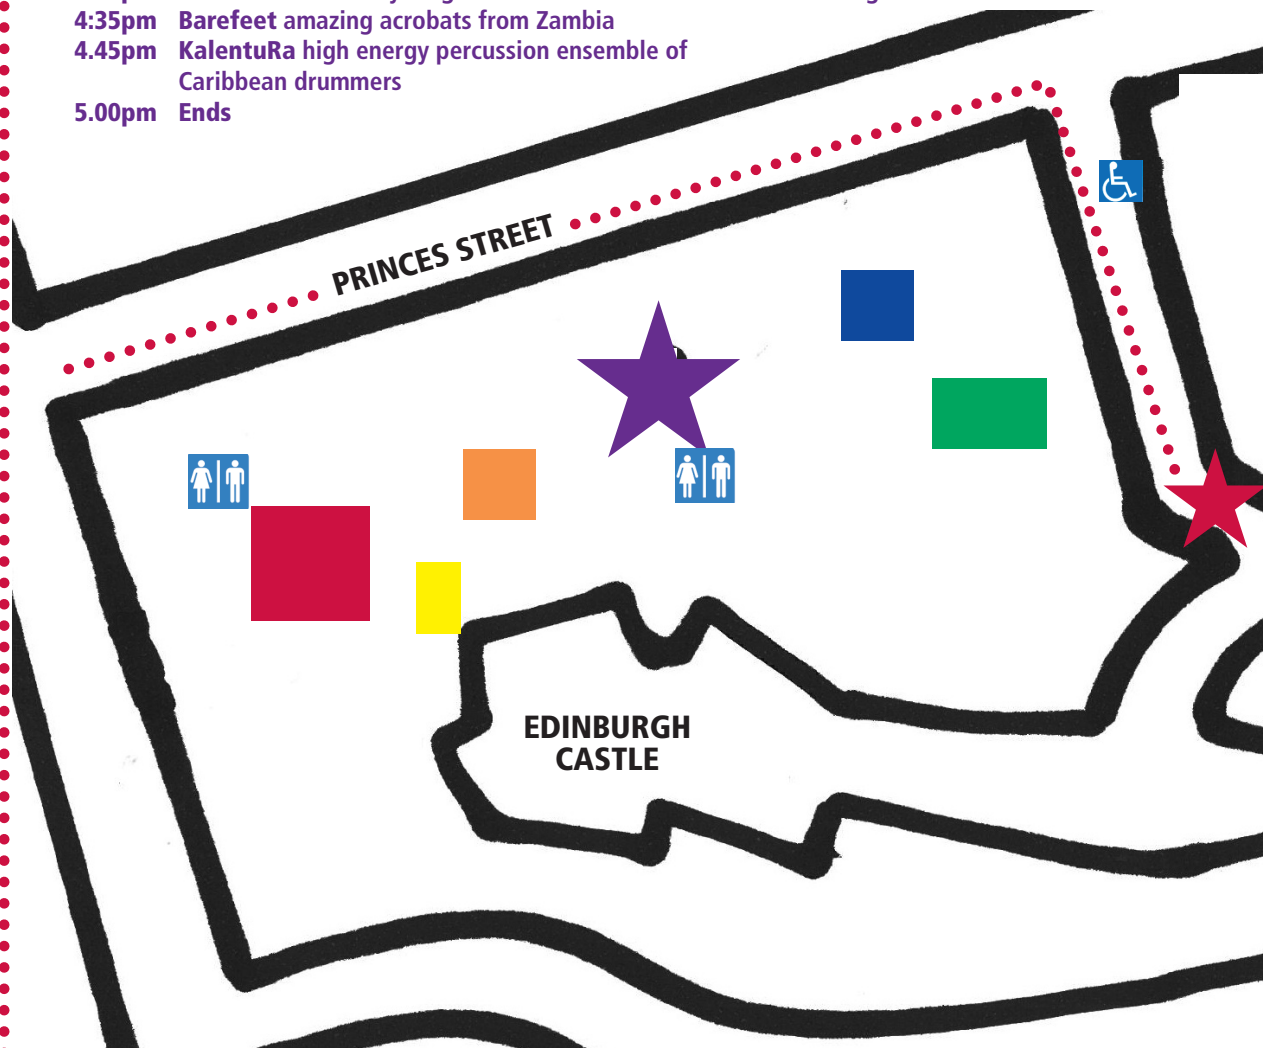 4:35pm Barefeet amazing acrobats from Zambia
4.45pm KalentuRa high energy percussion ensemble of
Caribbean drummers
5.00pm Ends
PRINCES STREET
EDINBURGH
CASTLE